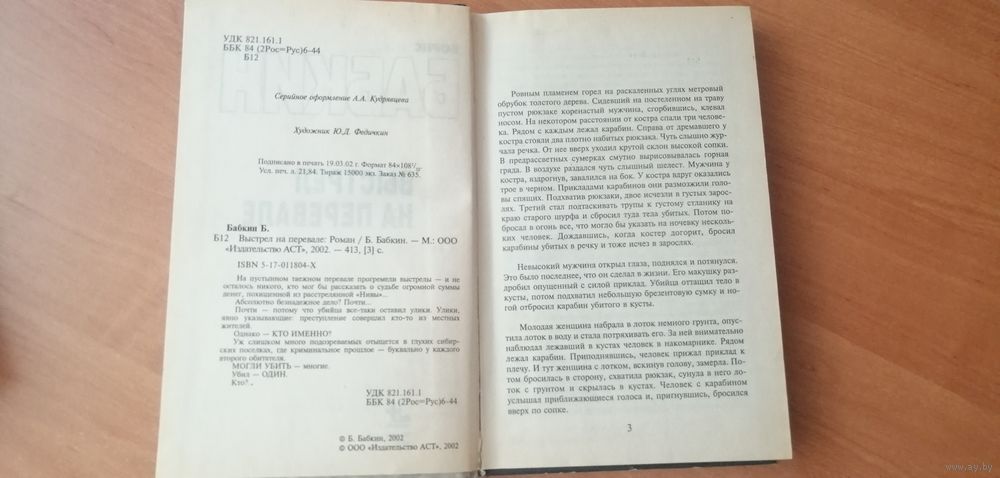 УДК 821.161.1
ББК 84 (2Рос=Рус)6-44
Б12
Серийное оформление А.А. Кудрявцева
Художник Ю.Д. Федичкин
Подписано в печать 19.03.02 г. Формат 84×108 1/32
Усл. печ. л. 21,84. Тираж 15000 экз. Заказ № 635.
Бабкин Б.
Б12 Выстрел на перевале: Роман / Б. Бабкин. — М.: ООО
«Издательство АСТ», 2002. — 413, [3] с.
ISBN 5-17-011804-X
На пустынном таежном перевале прогремели выстрелы — и не
осталось никого, кто мог бы рассказать о судьбе огромной суммы
денег, похищенной из расстрелянной «Нивы»...
Абсолютно безнадежное дело? Почти...
Почти — потому что убийца все-таки оставил улики. Улики,
явно указывающие: преступление совершил кто-то из местных
жителей.
Однако — КТО ИМЕННО?
Уж слишком много подозреваемых отыщется в глухих сибир-
ских поселках, где криминальное прошлое — буквально у каждого
второго обитателя.
МОГЛИ УБИТЬ — многие.
Убил — ОДИН.
Кто?..
УДК 821.161.1
ББК 84 (2Рос=Рус)6-44
© Б. Бабкин, 2002
© ООО «Издательство АСТ», 2002
Ровным пламенем горел на раскаленных углях метровый
обрубок толстого дерева. Сидевший на постеленном на траву
пустом рюкзаке коренастый мужчина, сгорбившись, клевал
носом. На некотором расстоянии от костра спали три челове-
ка. Рядом с каждым лежал карабин. Справа от дремавшего у
костра стояли два плотно набитых рюкзака. Чуть слышно жур-
чала речка. От нее вверх уходил крутой склон высокой сопки.
В предрассветных сумерках смутно вырисовывалась горная
гряда. В воздухе раздался чуть слышный шелест. Мужчина у
костра, вздрогнув, завалился на бок. У костра вдруг оказались
трое в черном. Прикладами карабинов они размозжили голо-
вы спящих. Подхватив рюкзаки, двое исчезли в густых зарос-
лях. Третий стал подтаскивать трупы к густому стланику на
краю старого шурфа и сбросил туда тела убитых. Потом по-
бросал в огонь все, что могло бы указать на ночевку несколь-
ких человек. Дождавшись, когда костер догорит, бросил
карабины убитых в речку и тоже исчез в зарослях.
Невысокий мужчина открыл глаза, поднялся и потянулся.
Это было последнее, что он сделал в жизни. Его макушку раз-
дробил опущенный с силой приклад. Убийца оттащил тело в
кусты, потом подхватил небольшую брезентовую сумку и но-
гой отбросил карабин убитого в кусты.
Молодая женщина набрала в лоток немного грунта, опус-
тила лоток в воду и стала потряхивать его. За ней внимательно
наблюдал лежавший в кустах человек в накомарнике. Рядом
лежал карабин. Приподнявшись, человек прижал приклад к
плечу. И тут женщина с лотком, вскинув голову, замерла. По-
том бросилась в сторону, схватила рюкзак, сунула в него ло-
ток с грунтом и скрылась в кустах. Человек с карабином
услышал приближающиеся голоса и, пригнувшись, бросился
вверх по сопке.
3
www.ay.by